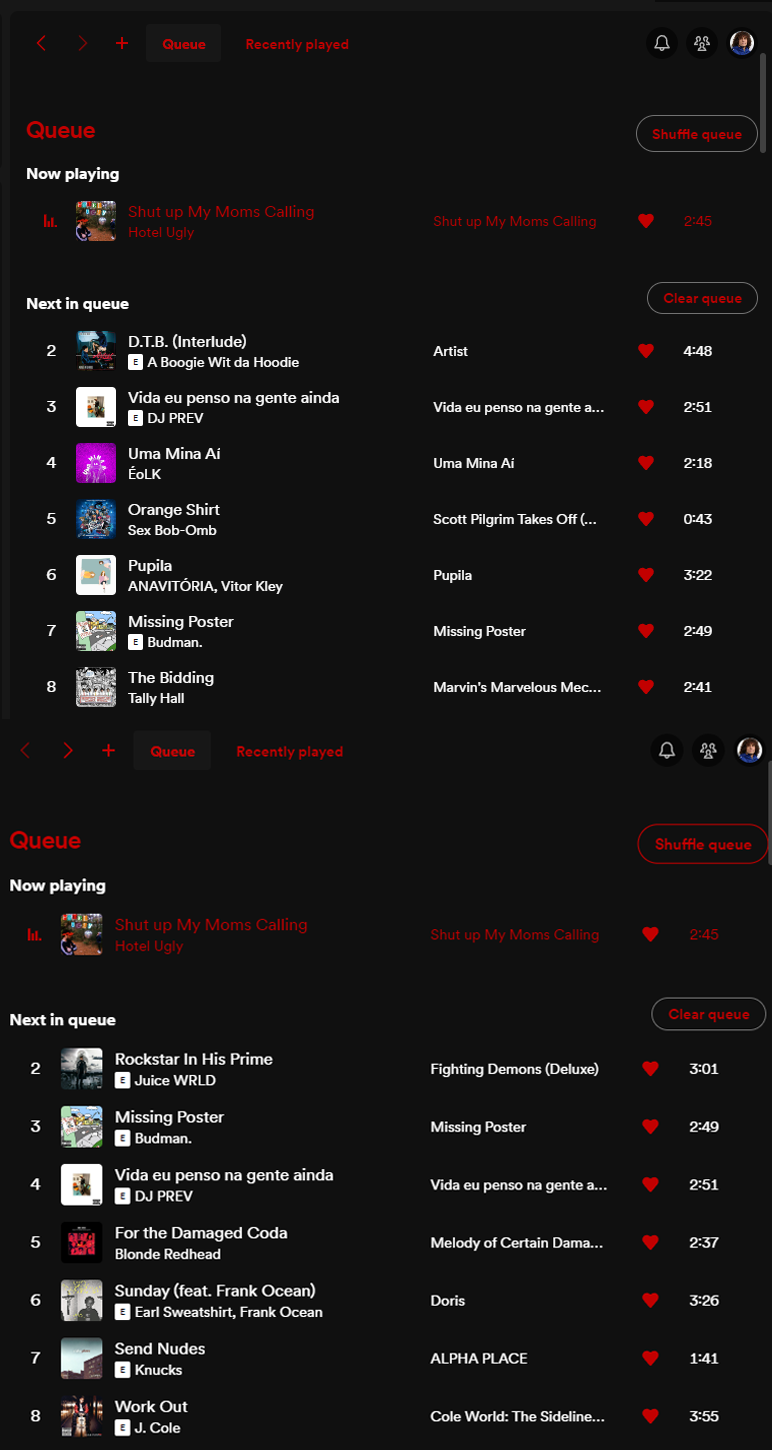 Queue Recently played
Queue Shuffle queue
Now playing
Shut up My Moms Calling Shut up My Moms Calling 2:45
Hotel Ugly
Next in queue Clear queue
2 D.T.B. (Interlude) Artist 4:48
E A Boogie Wit da Hoodie
3 Vida eu penso na gente ainda Vida eu penso na gente a... 2:51
E DJ PREV
4 Uma Mina Aí Uma Mina Aí 2:18
ÉoLK
5 Orange Shirt Scott Pilgrim Takes Off (... 0:43
Sex Bob-Omb
6 Pupila Pupila 3:22
ANAVITÓRIA, Vitor Kley
7 Missing Poster Missing Poster 2:49
E Budman.
8 The Bidding Marvin's Marvelous Mec... 2:41
Tally Hall
Queue Recently played
Queue Shuffle queue
Now playing
Shut up My Moms Calling Shut up My Moms Calling 2:45
Hotel Ugly
Next in queue Clear queue
2 Rockstar In His Prime Fighting Demons (Deluxe) 3:01
E Juice WRLD
3 Missing Poster Missing Poster 2:49
E Budman.
4 Vida eu penso na gente ainda Vida eu penso na gente a... 2:51
E DJ PREV
5 For the Damaged Coda Melody of Certain Dama... 2:37
Blonde Redhead
6 Sunday (feat. Frank Ocean) Doris 3:26
E Earl Sweatshirt, Frank Ocean
7 Send Nudes ALPHA PLACE 1:41
E Knucks
8 Work Out Cole World: The Sideline... 3:55
E J. Cole